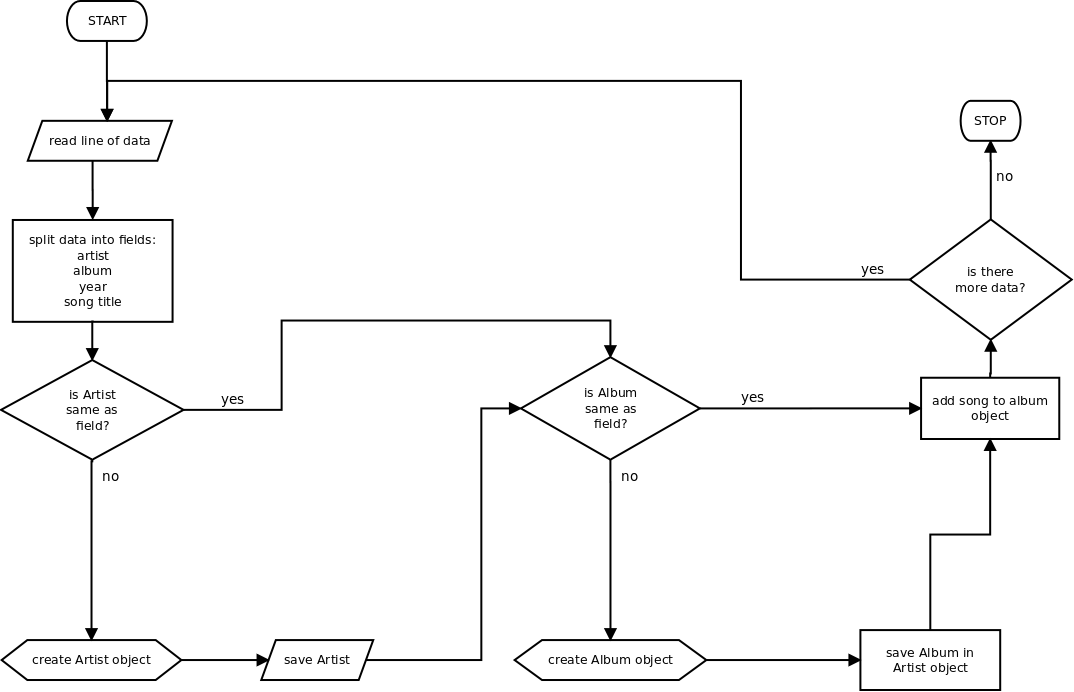 START
read line of data
split data into fields:
artist
album
year
song title
is Artist
same as
field?
yes
no
create Artist object
save Artist
is Album
same as
field?
yes
no
create Album object
save Album in
Artist object
add song to album
object
is there
more data?
yes
no
STOP